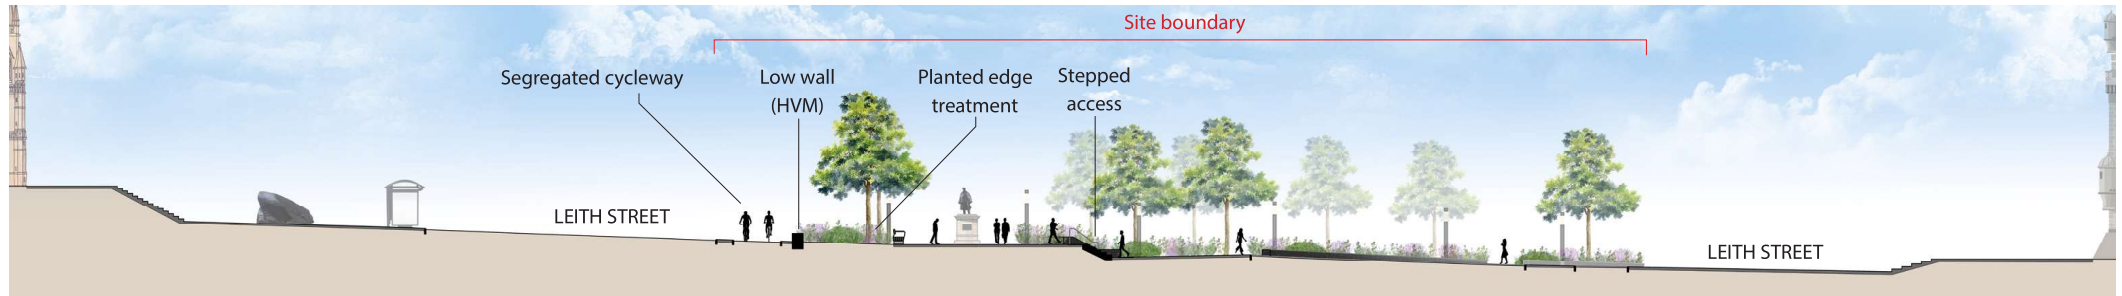 Site boundary
Segregated cycleway
Low wall
(HVM)
Planted edge
treatment
Stepped
access
LEITH STREET
LEITH STREET